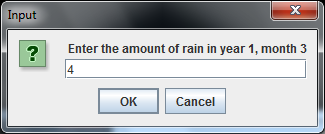 Input
Enter the amount of rain in year 1, month 3
4
OK Cancel